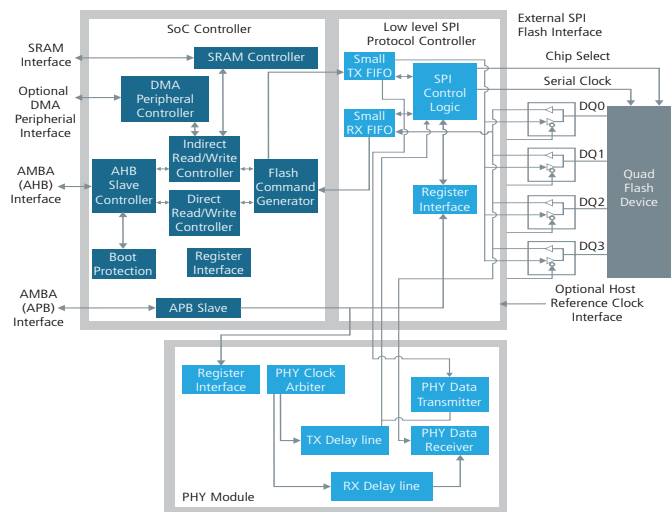 SoC Controller
Low level SPI
Protocol Controller
External SPI
Flash Interface
SRAM
Interface
SRAM Controller
Small
TX FIFO
SPI
Control
Logic
Chip Select
Serial Clock
Optional
DMA
Peripherial
Interface
DMA
Peripheral
Controller
Small
RX FIFO
DQ0
DQ1
DQ2
DQ3
Quad
Flash
Device
AMBA
(AHB)
Interface
AHB
Slave
Controller
Indirect
Read/Write
Controller
Direct
Read/Write
Controller
Flash
Command
Generator
Register
Interface
Boot
Protection
Register
Interface
AMBA
(APB)
Interface
APB Slave
Optional Host
Reference Clock
Interface
Register
Interface
PHY Clock
Arbiter
PHY Data
Transmitter
TX Delay line
PHY Data
Receiver
RX Delay line
PHY Module